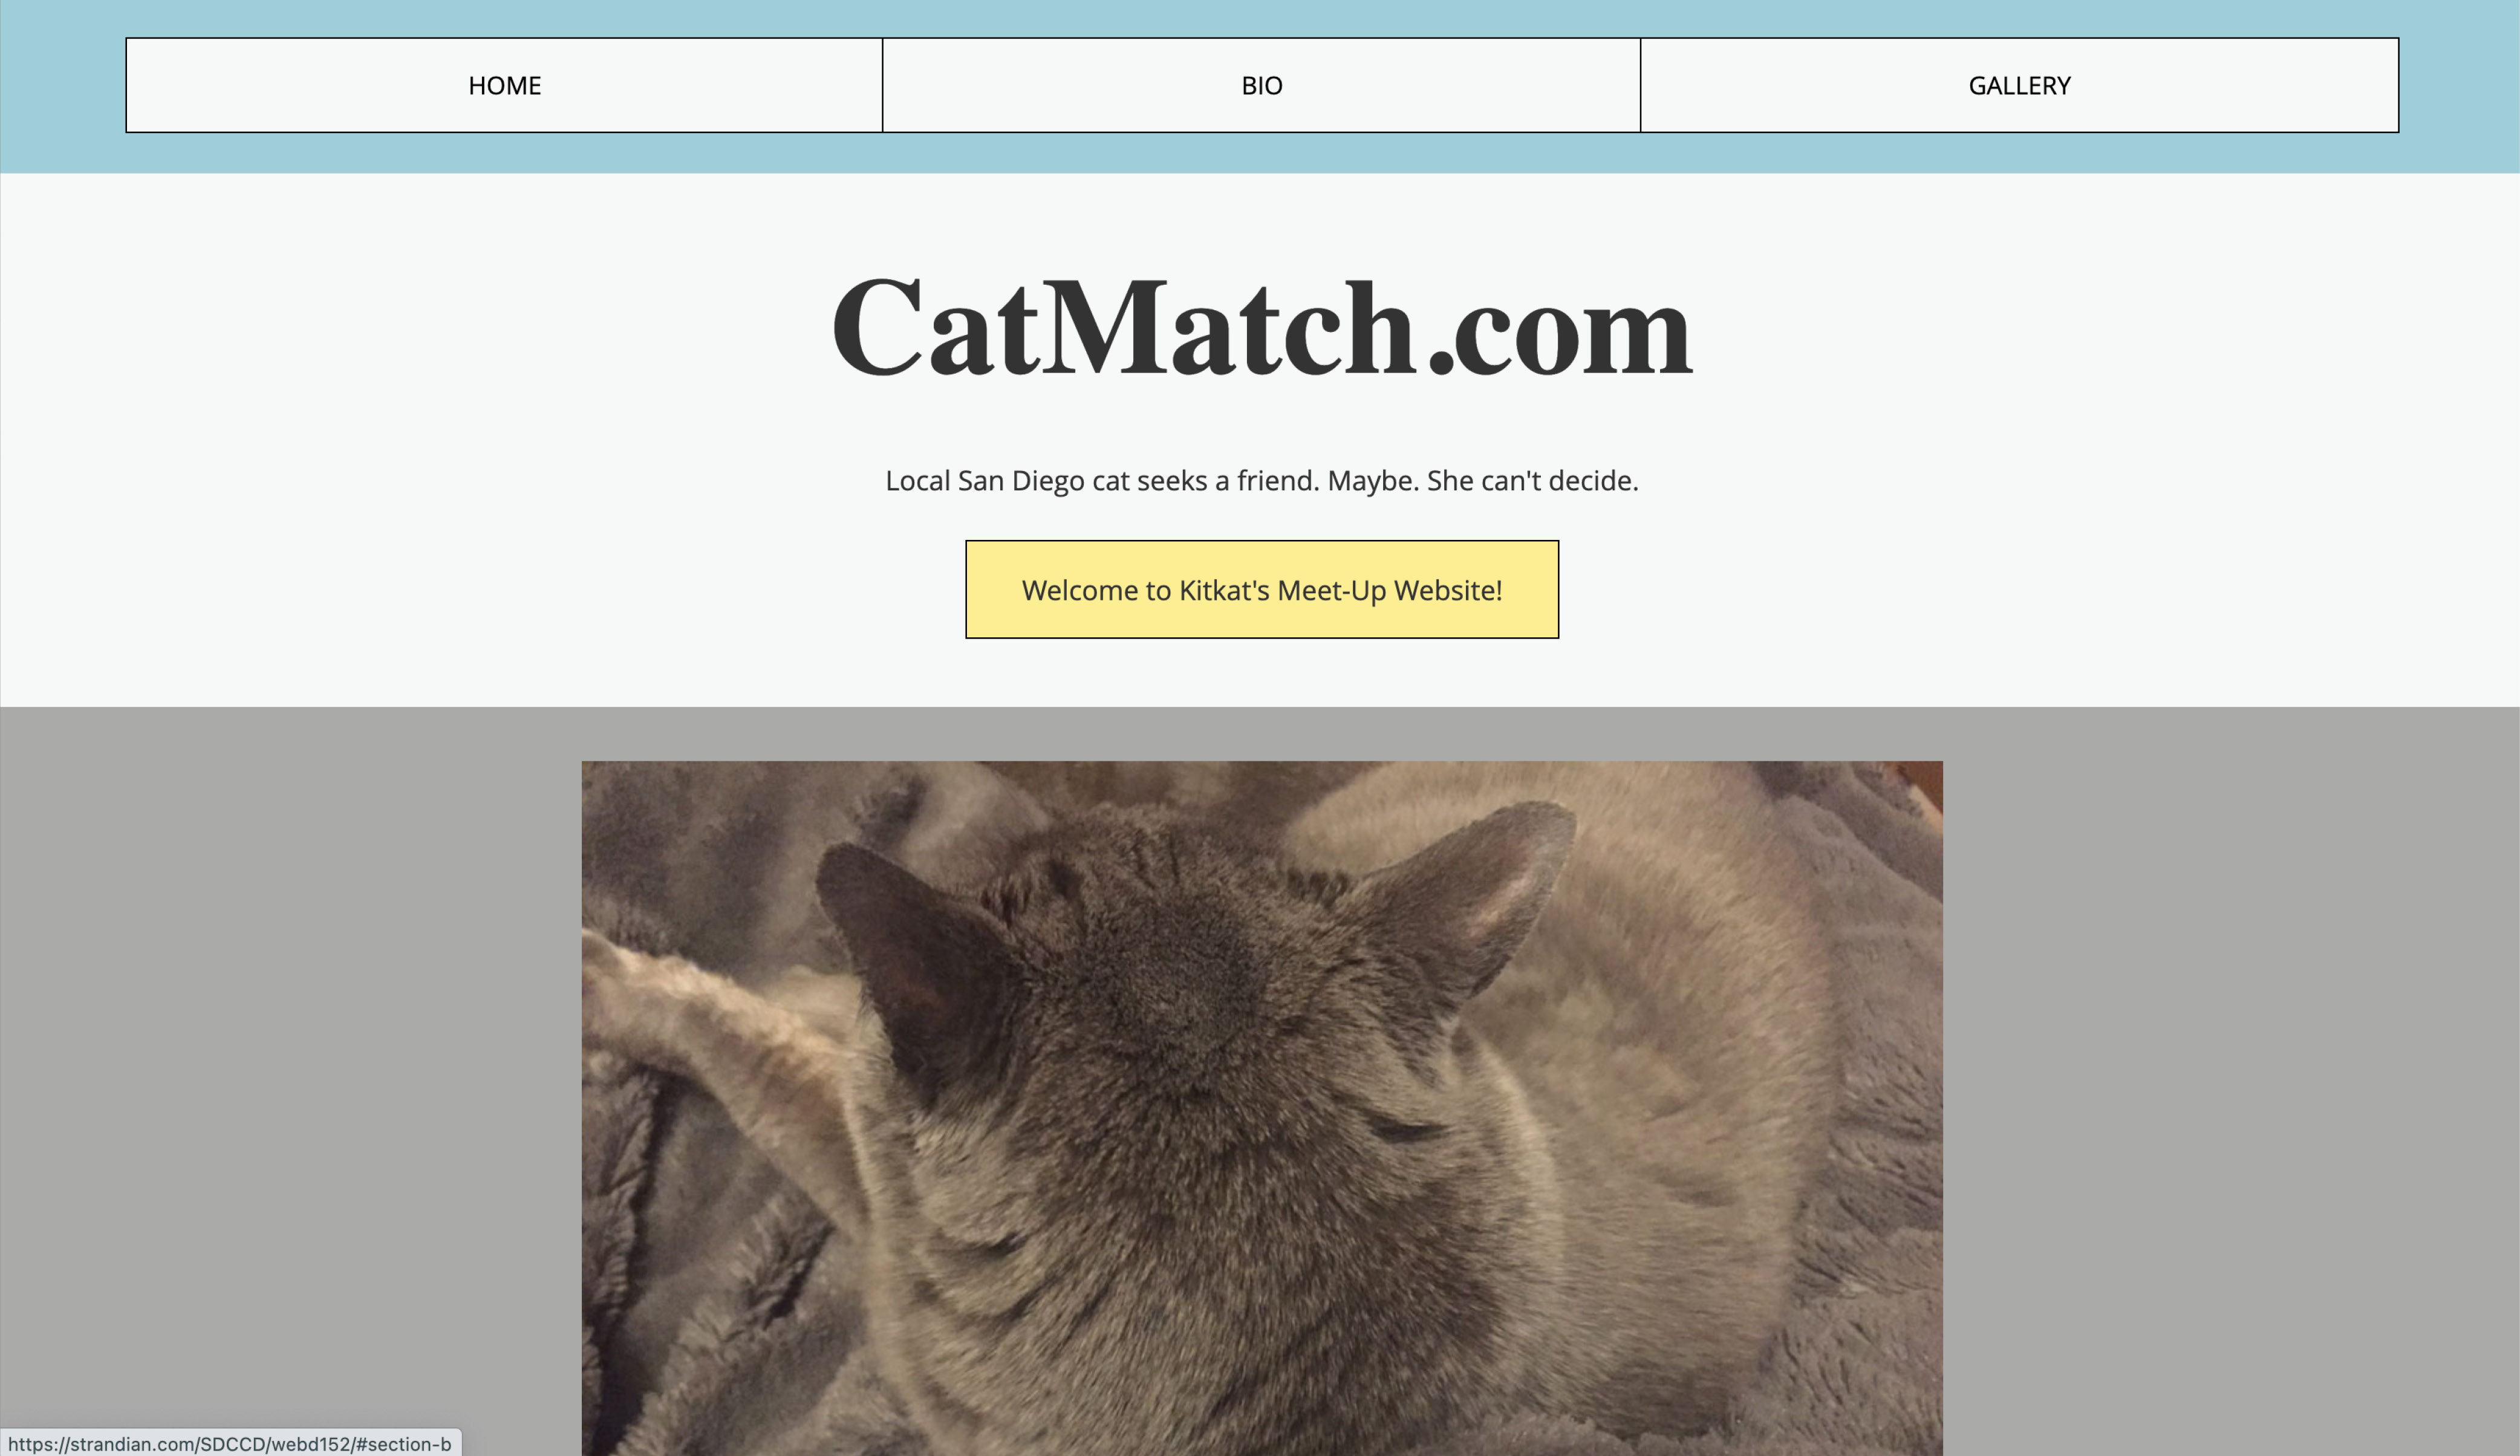 HOME
BIO
GALLERY
CatMatch.com
Local San Diego cat seeks a friend. Maybe. She can't decide.
Welcome to Kitkat's Meet-Up Website!
https://strandian.com/SDCCD/webd152/#section-b